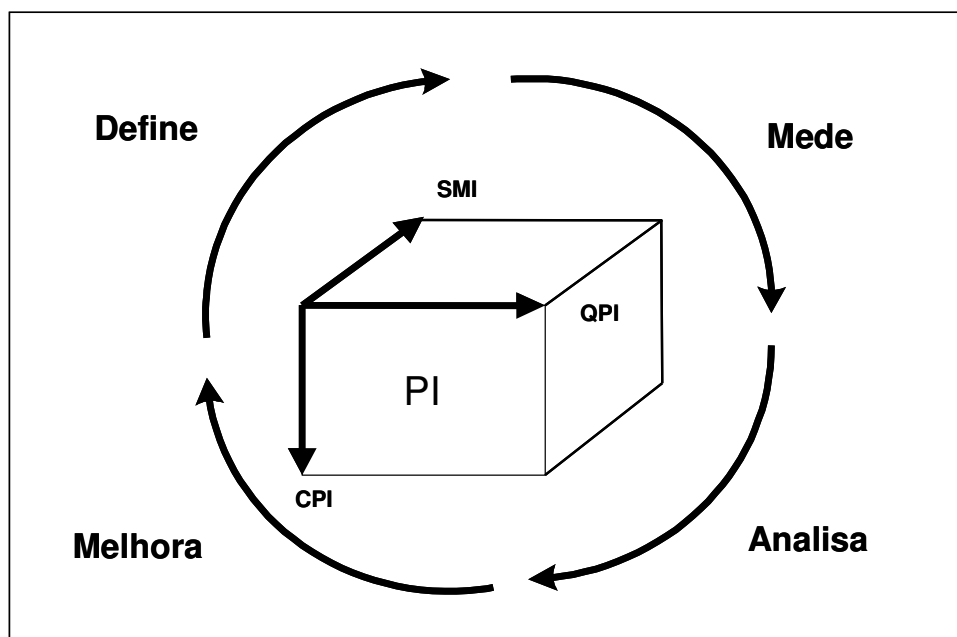 Define
Mede
SMI
QPI
PI
CPI
Melhora
Analisa